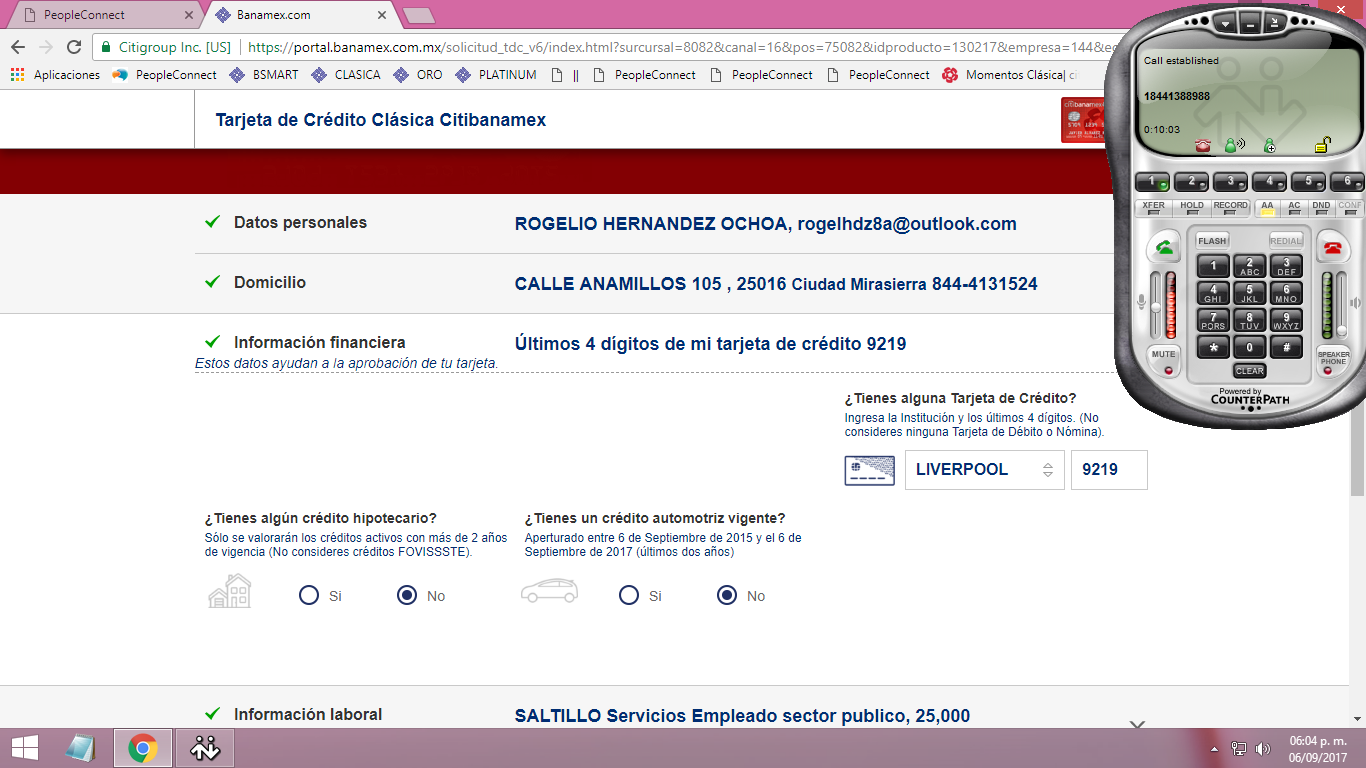 PeopleConnect
Banamex.com
Citigroup Inc. [US]
https://portal.banamex.com.mx/solicitud_tdc_v6/index.html?surcursal=8082&canal=16&pos=75082&idproducto=130217&empresa=144&ec
Aplicaciones PeopleConnect BSMART CLASICA ORO PLATINUM || PeopleConnect PeopleConnect PeopleConnect Momentos Clásica| ci
Tarjeta de Crédito Clásica Citibanamex
Datos personales ROGELIO HERNANDEZ OCHOA, rogelhdz8a@outlook.com
Domicilio CALLE ANAMILLOS 105 , 25016 Ciudad Mirasierra 844-4131524
Información financiera Últimos 4 dígitos de mi tarjeta de crédito 9219
Estos datos ayudan a la aprobación de tu tarjeta.
¿Tienes alguna Tarjeta de Crédito?
Ingresa la Institución y los últimos 4 dígitos. (No
consideres ninguna Tarjeta de Débito o Nómina).
LIVERPOOL 9219
¿Tienes algún crédito hipotecario?
Sólo se valorarán los créditos activos con más de 2 años
de vigencia (No consideres créditos FOVISSSTE).
Si No
¿Tienes un crédito automotriz vigente?
Aperturado entre 6 de Septiembre de 2015 y el 6 de
Septiembre de 2017 (últimos dos años)
Si No
Información laboral SALTILLO Servicios Empleado sector publico, 25,000
Call established
18441388988
0:10:03
1 2 3 4 5 6
XFER HOLD RECORD AA AC DND CONF
FLASH REDIAL
1 2 ABC 3 DEF
4 GHI 5 JKL 6 MNO
7 PQRS 8 TUV 9 WXYZ
* 0 #
CLEAR
MUTE
SPEAKER
PHONE
Powered by
COUNTERPATH
06:04 p. m.
06/09/2017